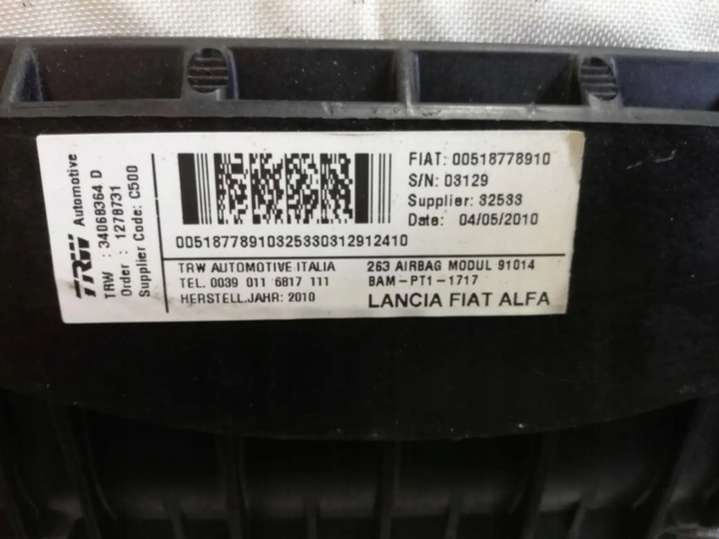 TRW Automotive
TRW : 34068364 D
Order : 1278731
Supplier Code: C500
FIAT: 00518778910
S/N: 03129
Supplier: 32533
Date: 04/05/2010
00518778910325330312912410
TRW AUTOMOTIVE ITALIA
TEL. 0039 011 6817 111
HERSTELL.JAHR: 2010
263 AIRBAG MODUL 91014
BAM-PT1-1717
LANCIA FIAT ALFA